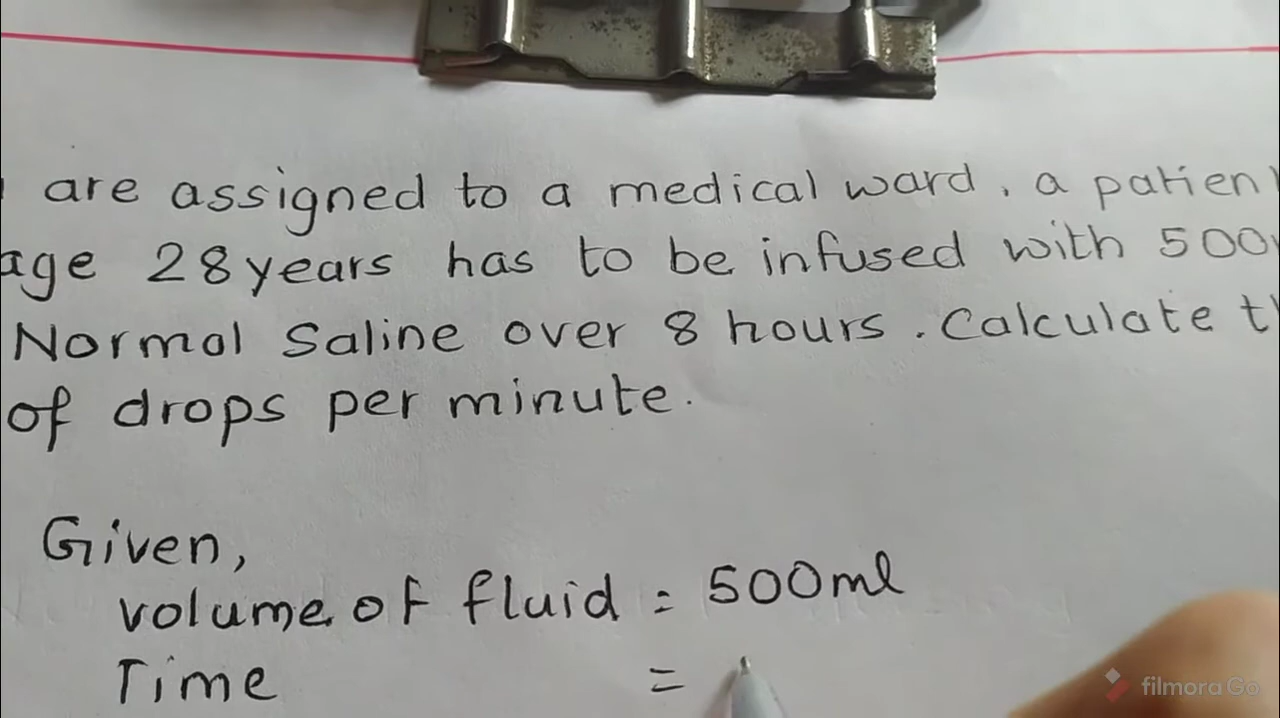 are assigned to a medical ward. a patient
age 28 years has to be infused with 500
Normal Saline over 8 hours. Calculate
of drops per minute.
Given,
volume of fluid = 500ml
Time =
filmora Go